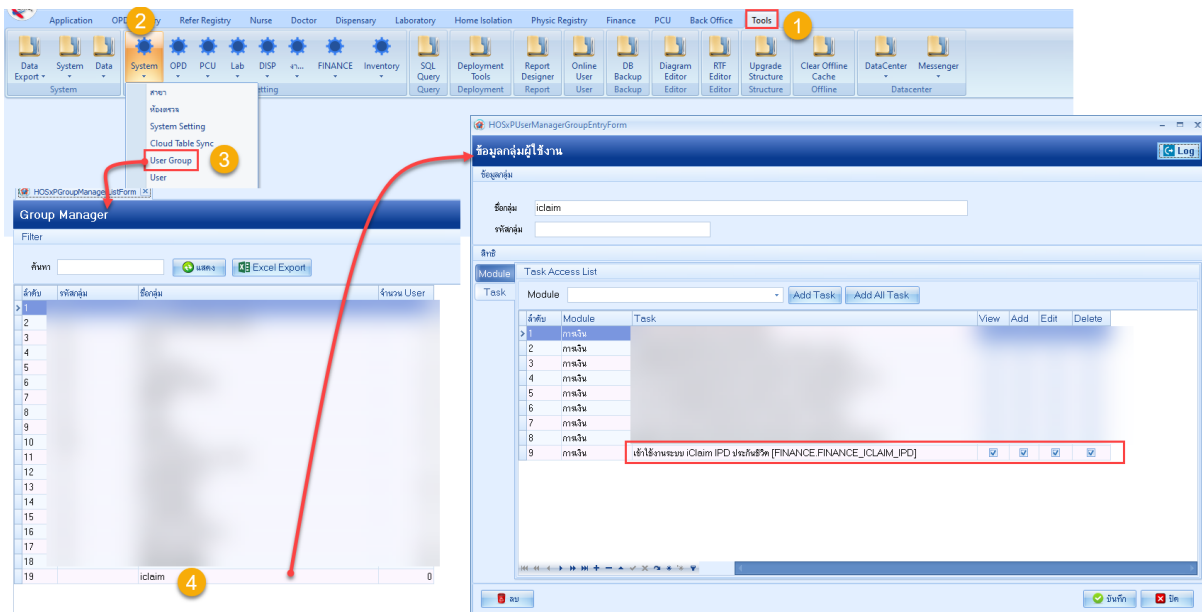 Application OPD Registry Refer Registry Nurse Doctor Dispensary Laboratory Home Isolation Physic Registry Finance PCU Back Office Tools
2
1
Data Export System Data System OPD PCU Lab DISP งา... FINANCE Inventory SQL Query Deployment Tools Report Designer Online User DB Backup Diagram Editor RTF Editor Upgrade Structure Clear Offline Cache DataCenter Messenger
System Setting Query Deployment Report User Backup Editor Editor Structure Offline Datacenter
สาขา
ห้องตรวจ
System Setting
Cloud Table Sync
User Group
3
User
HOSxPGroupManagerListForm
Group Manager
Filter
ค้นหา แสดง Excel Export
ลำดับ รหัสกลุ่ม ชื่อกลุ่ม จำนวน User
1
2
3
4
5
6
7
8
9
10
11
12
13
14
15
16
17
18
19 iclaim 0
4
HOSxPUserManagerGroupEntryForm
ข้อมูลกลุ่มผู้ใช้งาน Log
ข้อมูลกลุ่ม
ชื่อกลุ่ม iclaim
รหัสกลุ่ม
สิทธิ
Module Task Access List
Task Module Add Task Add All Task
ลำดับ Module Task View Add Edit Delete
1 การเงิน
2 การเงิน
3 การเงิน
4 การเงิน
5 การเงิน
6 การเงิน
7 การเงิน
8 การเงิน
9 การเงิน เข้าใช้งานระบบ iClaim IPD ประกันชีวิต [FINANCE.FINANCE_ICLAIM_IPD]
ลบ บันทึก ปิด